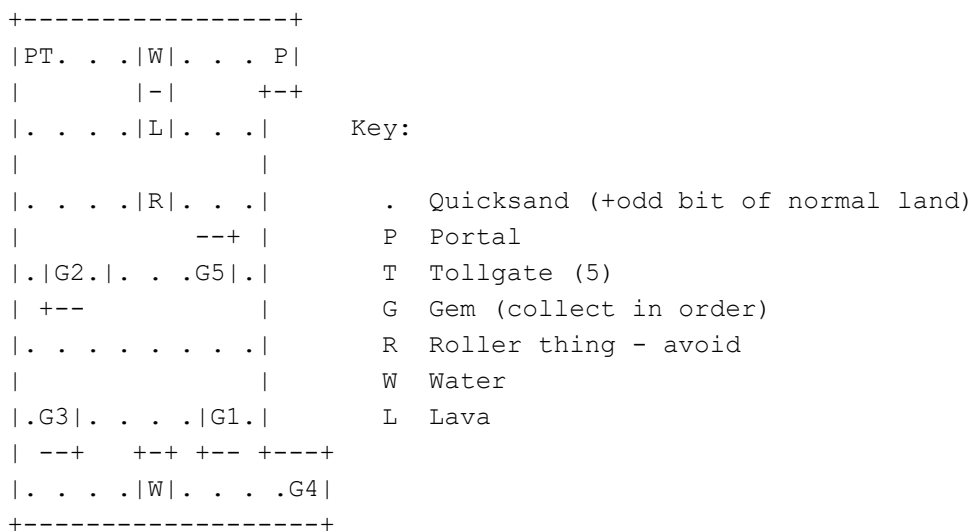 +-----------------+
|PT. . .|W|. . . P|
|       |-|     +-+
|. . . .|L|. . .|     Key:
|               |
|. . . .|R|. . .|       .  Quicksand (+odd bit of normal land)
|           --+ |       P  Portal
|.|G2.|. . .G5|.|       T  Tollgate (5)
| +--           |       G  Gem (collect in order)
|. . . . . . . .|       R  Roller thing - avoid
|               |       W  Water
|.G3|. . . .|G1.|       L  Lava
| --+   +-+ +-- +---+
|. . . .|W|. . . .G4|
+-------------------+